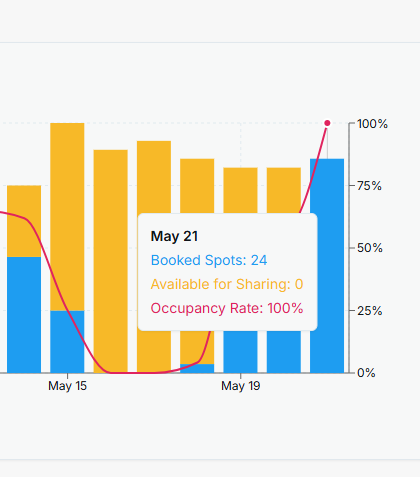 100%
75%
May 21
Booked Spots: 24
Available for Sharing: 0
Occupancy Rate: 100%
50%
25%
0%
May 15
May 19